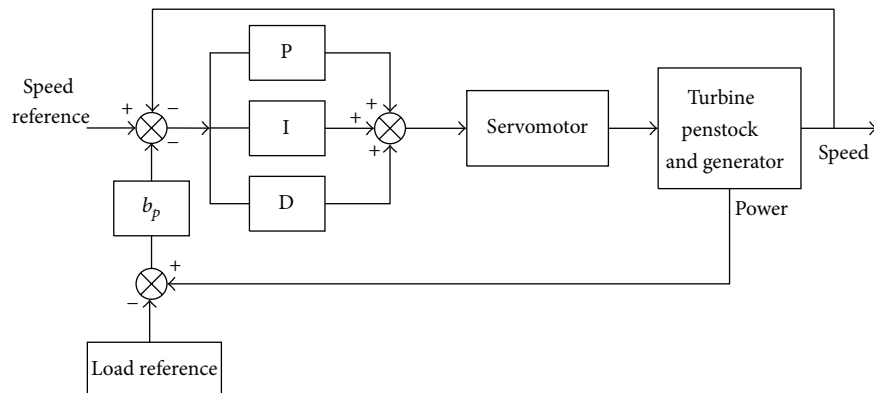 Speed
reference
+
−
−
P
I
D
+
+
+
Servomotor
Turbine
penstock
and generator
Speed
Power
b_p
+
−
Load reference